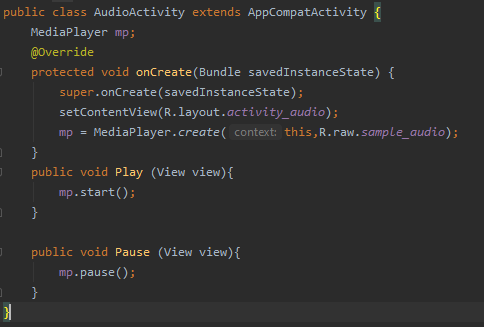 public class AudioActivity extends AppCompatActivity {
    MediaPlayer mp;
    @Override
    protected void onCreate(Bundle savedInstanceState) {
        super.onCreate(savedInstanceState);
        setContentView(R.layout.activity_audio);
        mp = MediaPlayer.create( context: this,R.raw.sample_audio);
    }
    public void Play (View view){
        mp.start();
    }

    public void Pause (View view){
        mp.pause();
    }
}